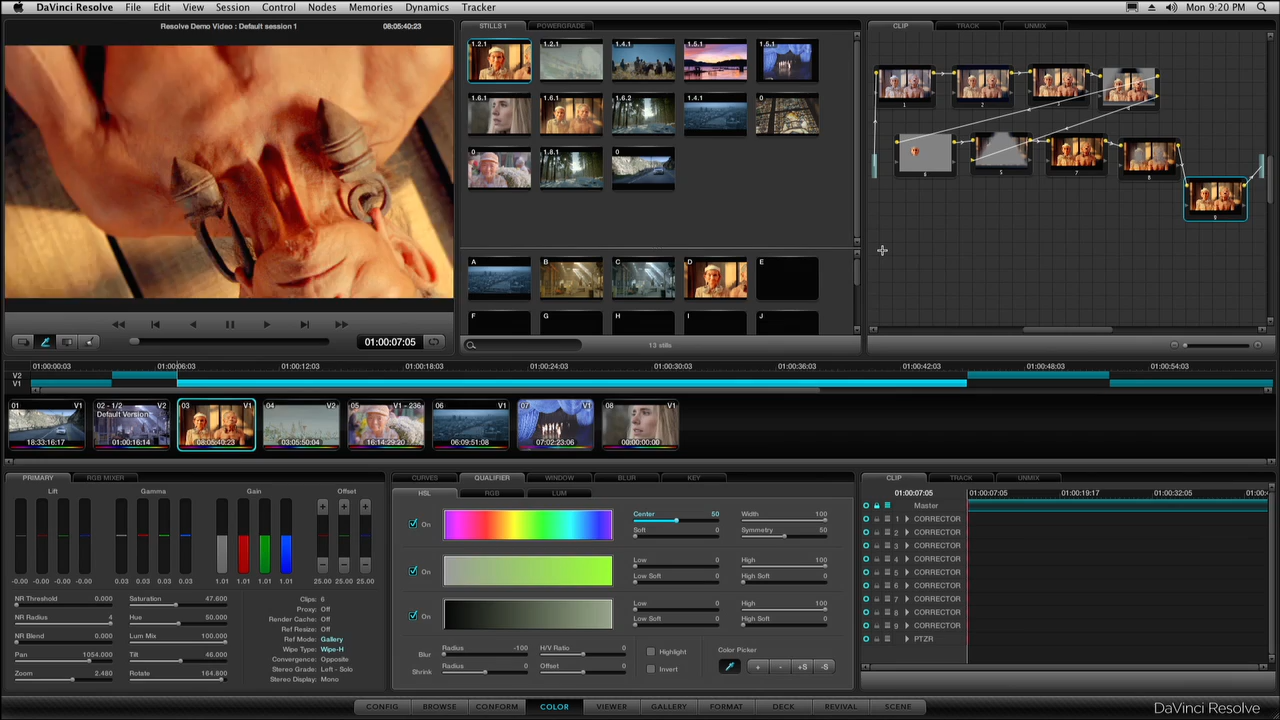 DaVinci Resolve File Edit View Session Control Nodes Memories Dynamics Tracker Mon 9:20 PM
Resolve Demo Video : Default session 1 08:05:40:23
STILLS 1 POWERGRADE
CLIP TRACK UNMIX
1.2.1 1.2.1 1.4.1 1.5.1 1.5.1
1.6.1 1.6.1 1.6.2 1.4.1 0
0 1.8.1 0
A B C D E
F G H I J
13 stills
1 2
5 7 8
9
01:00:07:05
01:00:00:03 01:00:06:03 01:00:12:03 01:00:18:03 01:00:24:03 01:00:30:03 01:00:36:03 01:00:42:03 01:00:48:03 01:00:54:03
V2
V1
01 V1 02 - 1/2 V2 03 V1 04 V2 05 V1 - 236 06 V1 07 V1 08 V1
Default Version
18:33:16:17 01:00:16:14 08:05:40:23 03:05:50:04 16:14:29:20 06:09:51:08 07:02:23:06 00:00:00:00
PRIMARY RGB MIXER
Lift Gamma Gain Offset
-0.00 -0.00 -0.00 -0.00 0.03 0.03 0.03 0.03 1.01 1.01 1.01 1.01 25.00 25.00 25.00
NR Threshold 0.000
NR Radius 4
NR Blend 0.000
Pan 1054.000
Zoom 2.480
Saturation 47.600
Hue 50.000
Lum Mix 100.000
Tilt 46.000
Rotate 164.800
Clips: 6
Proxy: Off
Render Cache: Off
Ref Resize: Off
Ref Mode: Gallery
Wipe Type: Wipe-H
Convergence: Opposite
Stereo Grade: Left - Solo
Stereo Display: Mono
CURVES QUALIFIER WINDOW BLUR KEY
HSL RGB LUM
On
Center 50 Width 100
Soft 0 Symmetry 50
On
Low 0 High 100
Low Soft 0 High Soft 0
On
Low 0 High 100
Low Soft 0 High Soft 0
Blur Radius -100 H/V Ratio 0
Shrink Radius 0 Offset 0
Highlight
Invert
Color Picker
+ - +S -S
CLIP TRACK UNMIX
01:00:07:05 01:00:07:05 01:00:19:17 01:00:32:05
Master
1 CORRECTOR
2 CORRECTOR
3 CORRECTOR
4 CORRECTOR
5 CORRECTOR
6 CORRECTOR
7 CORRECTOR
8 CORRECTOR
9 CORRECTOR
PTZR
CONFIG BROWSE CONFORM COLOR VIEWER GALLERY FORMAT DECK REVIVAL SCENE
DaVinci Resolve